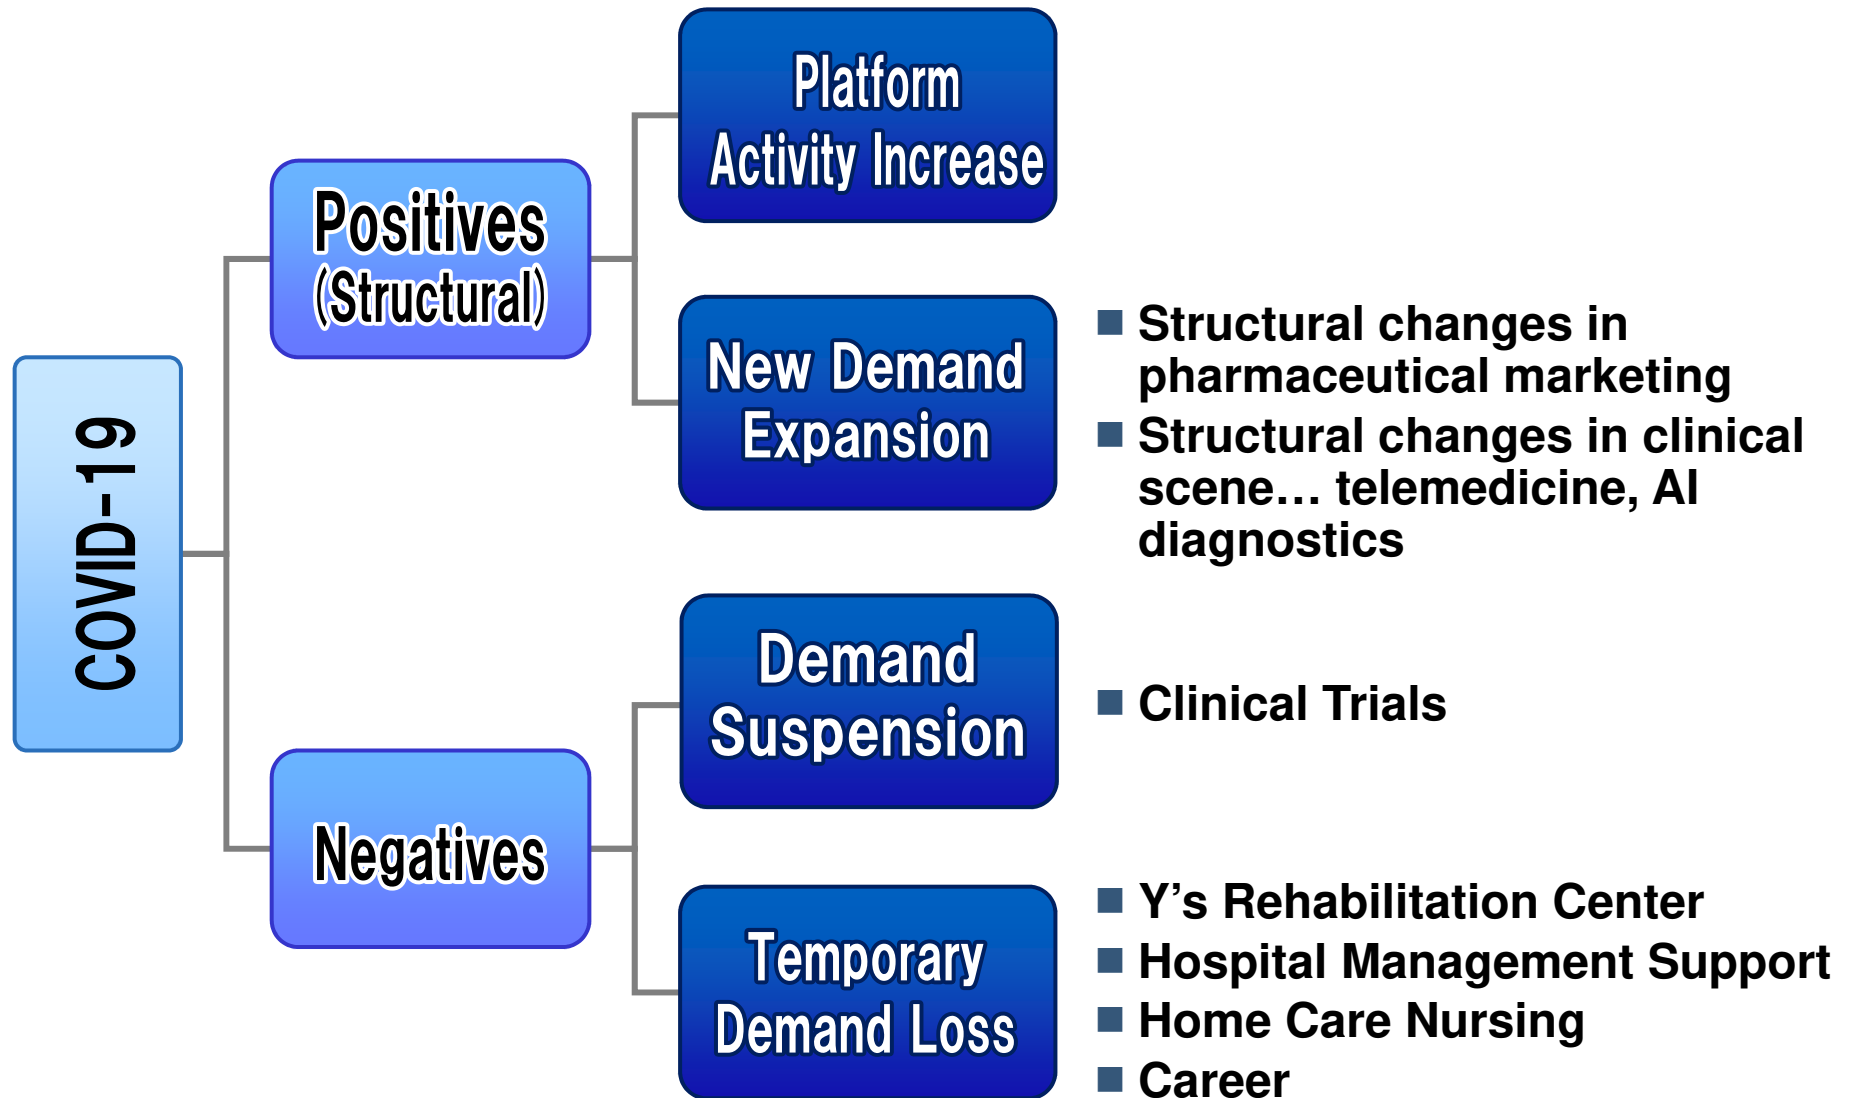 COVID-19
Positives
(Structural)
Platform
Activity Increase
New Demand
Expansion
■ Structural changes in
pharmaceutical marketing
■ Structural changes in clinical
scene… telemedicine, AI
diagnostics
Negatives
Demand
Suspension
■ Clinical Trials
Temporary
Demand Loss
■ Y’s Rehabilitation Center
■ Hospital Management Support
■ Home Care Nursing
■ Career